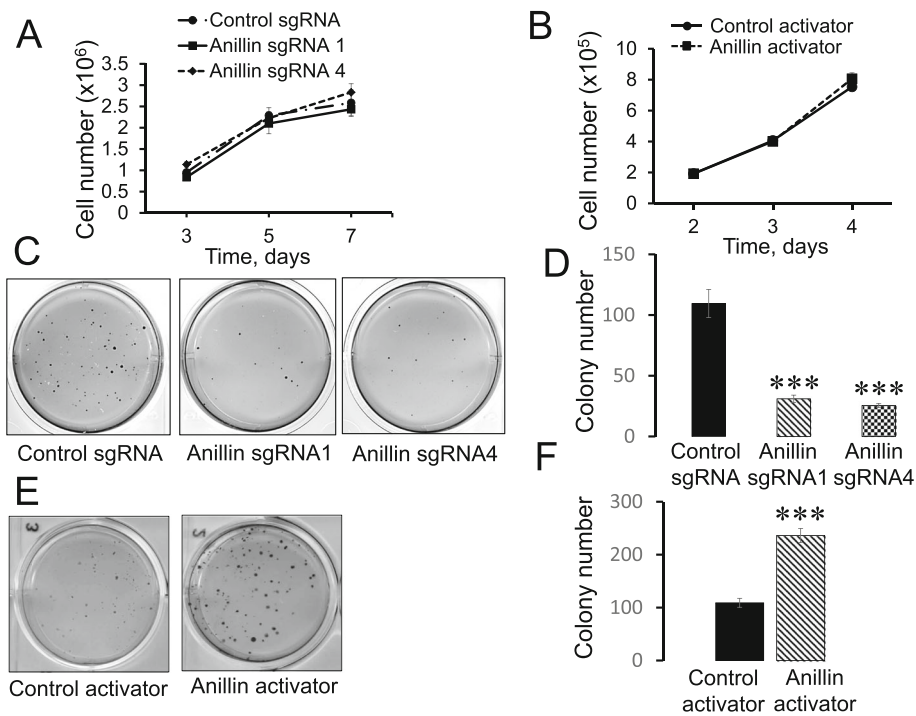 A
Control sgRNA
Anillin sgRNA 1
Anillin sgRNA 4
Cell number (x10⁶)
3.5
3
2.5
2
1.5
1
0.5
0
3 5 7
Time, days
B
Control activator
Anillin activator
Cell number (x10⁵)
10
8
6
4
2
0
2 3 4
Time, days
C
Control sgRNA Anillin sgRNA1 Anillin sgRNA4
D
Colony number
150
100
50
0
*** ***
Control Anillin Anillin
sgRNA sgRNA1 sgRNA4
E
3 5
Control activator Anillin activator
F
Colony number
300
200
100
0
***
Control Anillin
activator activator